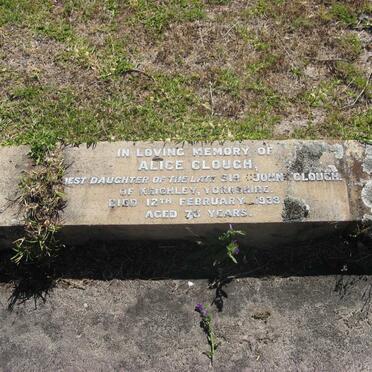 IN LOVING MEMORY OF
ALICE CLOUGH,
DAUGHTER OF THE LATE SIR JOHN CLOUGH,
OF KEIGHLEY, YORKSHIRE.
DIED 12TH FEBRUARY 1933
AGED YEARS.